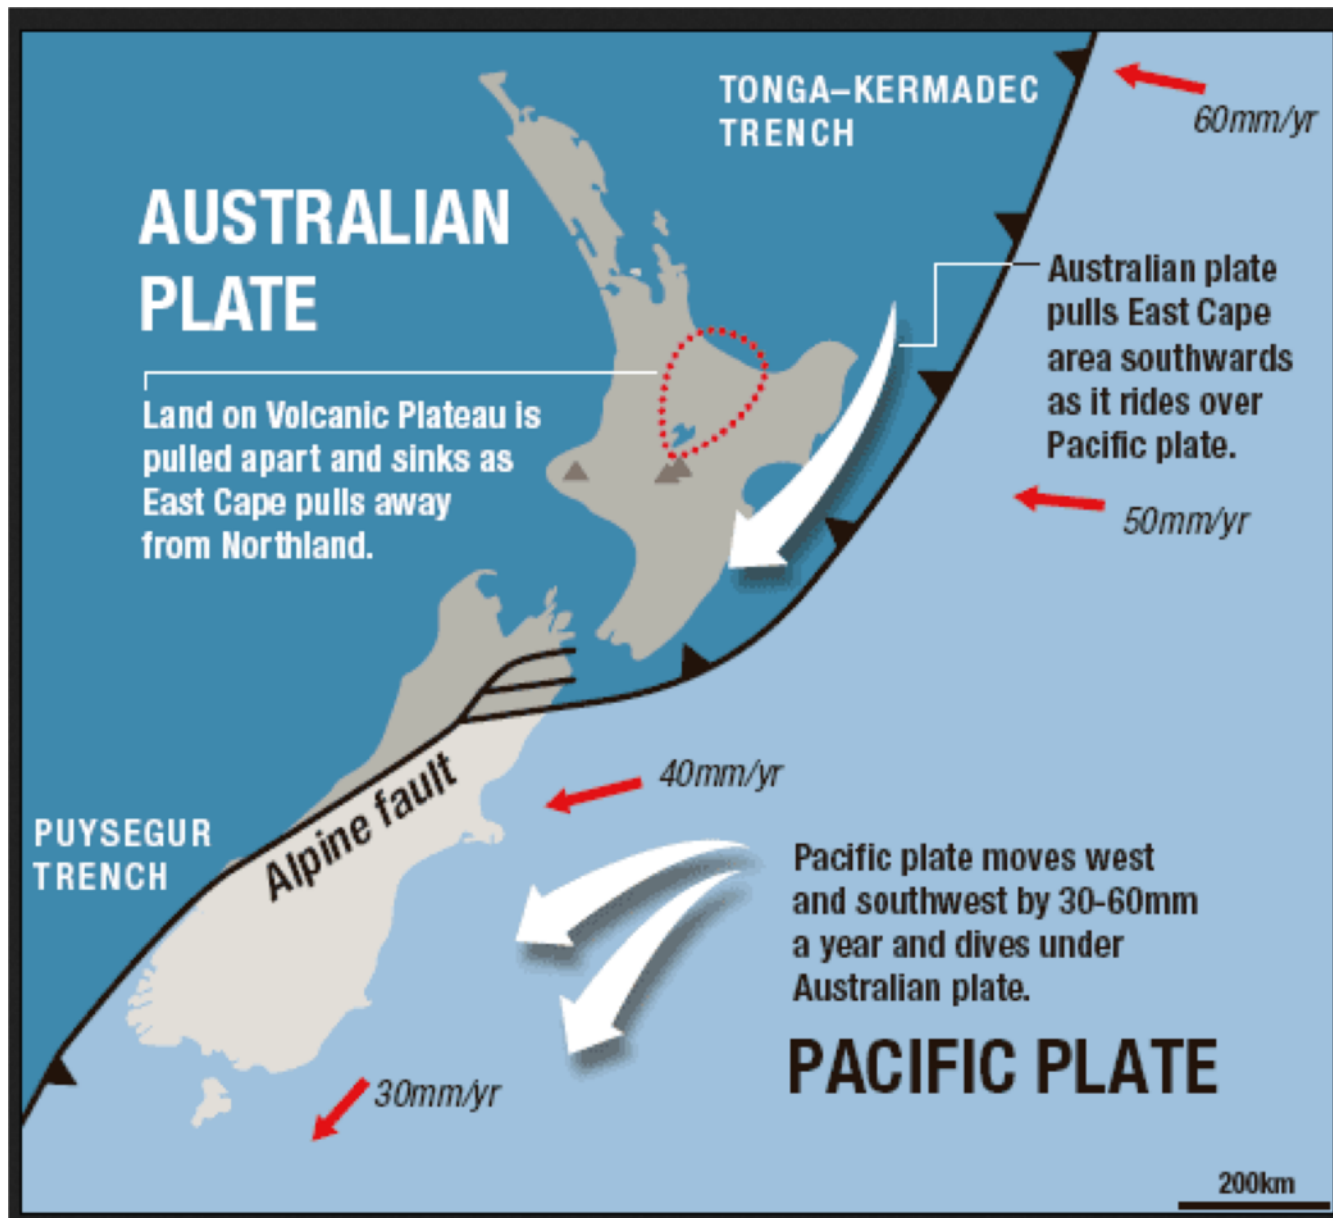 TONGA–KERMADEC
TRENCH
60mm/yr
AUSTRALIAN
PLATE
Australian plate
pulls East Cape
area southwards
as it rides over
Pacific plate.
Land on Volcanic Plateau is
pulled apart and sinks as
East Cape pulls away
from Northland.
50mm/yr
Alpine fault
40mm/yr
PUYSEGUR
TRENCH
Pacific plate moves west
and southwest by 30-60mm
a year and dives under
Australian plate.
PACIFIC PLATE
30mm/yr
200km